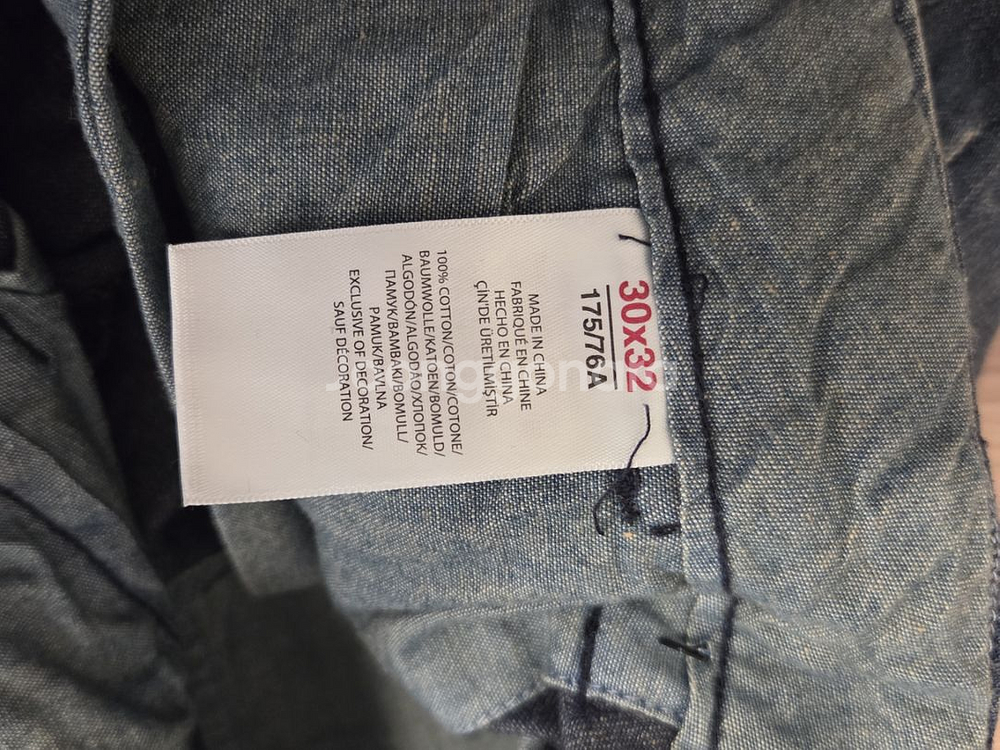 30x32
175/76A
MADE IN CHINA
FABRIQUÉ EN CHINE
HECHO EN CHINA
ÇİN'DE ÜRETİLMİŞTİR
100% COTTON/COTON/COTONE/
BAUMWOLLE/KATOEN/BOMULD/
ALGODÓN/ALGODÃO/ХЛОПОК/
ПАМУК/ΒΑΜΒΑΚΙ/BOMULL/
PAMUK/BAVLNA
EXCLUSIVE OF DECORATION/
SAUF DÉCORATION